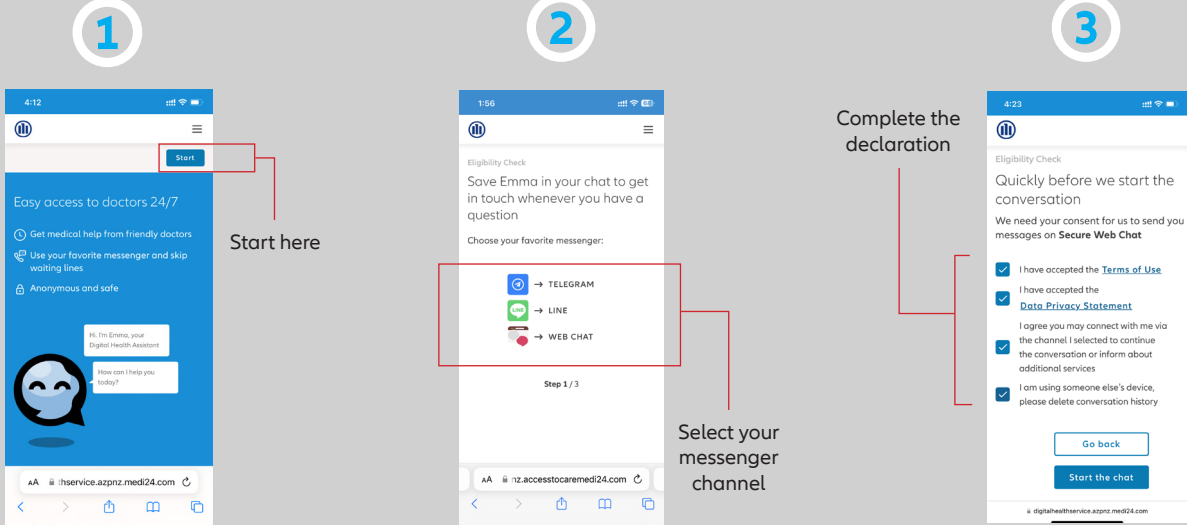 1
4:12
Start
Easy access to doctors 24/7
Get medical help from friendly doctors
Use your favorite messenger and skip
waiting lines
Anonymous and safe
Hi. I'm Emma, your
Digital Health Assistant
How can I help you
today?
AA thservice.azpnz.medi24.com
Start here
2
1:56
Eligibility Check
Save Emma in your chat to get
in touch whenever you have a
question
Choose your favorite messenger:
→ TELEGRAM
LINE → LINE
→ WEB CHAT
Step 1 / 3
AA nz.accesstocaremedi24.com
Select your
messenger
channel
3
Complete the
declaration
4:23
Eligibility Check
Quickly before we start the
conversation
We need your consent for us to send you
messages on Secure Web Chat
I have accepted the Terms of Use
I have accepted the
Data Privacy Statement
I agree you may connect with me via
the channel I selected to continue
the conversation or inform about
additional services
I am using someone else's device,
please delete conversation history
Go back
Start the chat
digitalhealthservice.azpnz.medi24.com